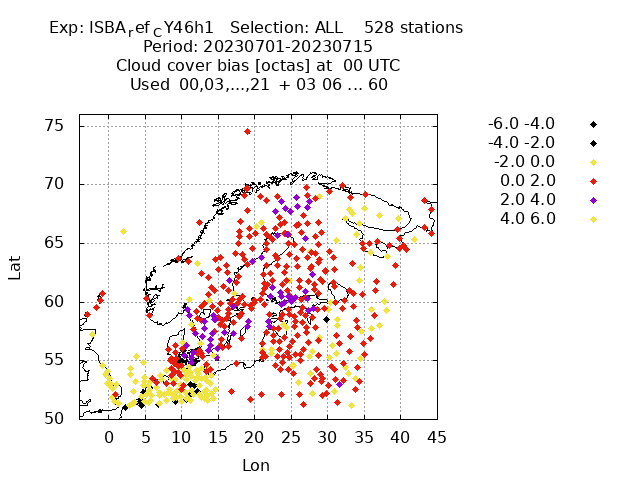 Exp: ISBA_ref_CY46h1 Selection: ALL 528 stations
Period: 20230701-20230715
Cloud cover bias [octas] at 00 UTC
Used 00,03,...,21 + 03 06 ... 60
-6.0 -4.0
-4.0 -2.0
-2.0 0.0
0.0 2.0
2.0 4.0
4.0 6.0
75
70
65
60
55
50
Lat
0 5 10 15 20 25 30 35 40 45
Lon